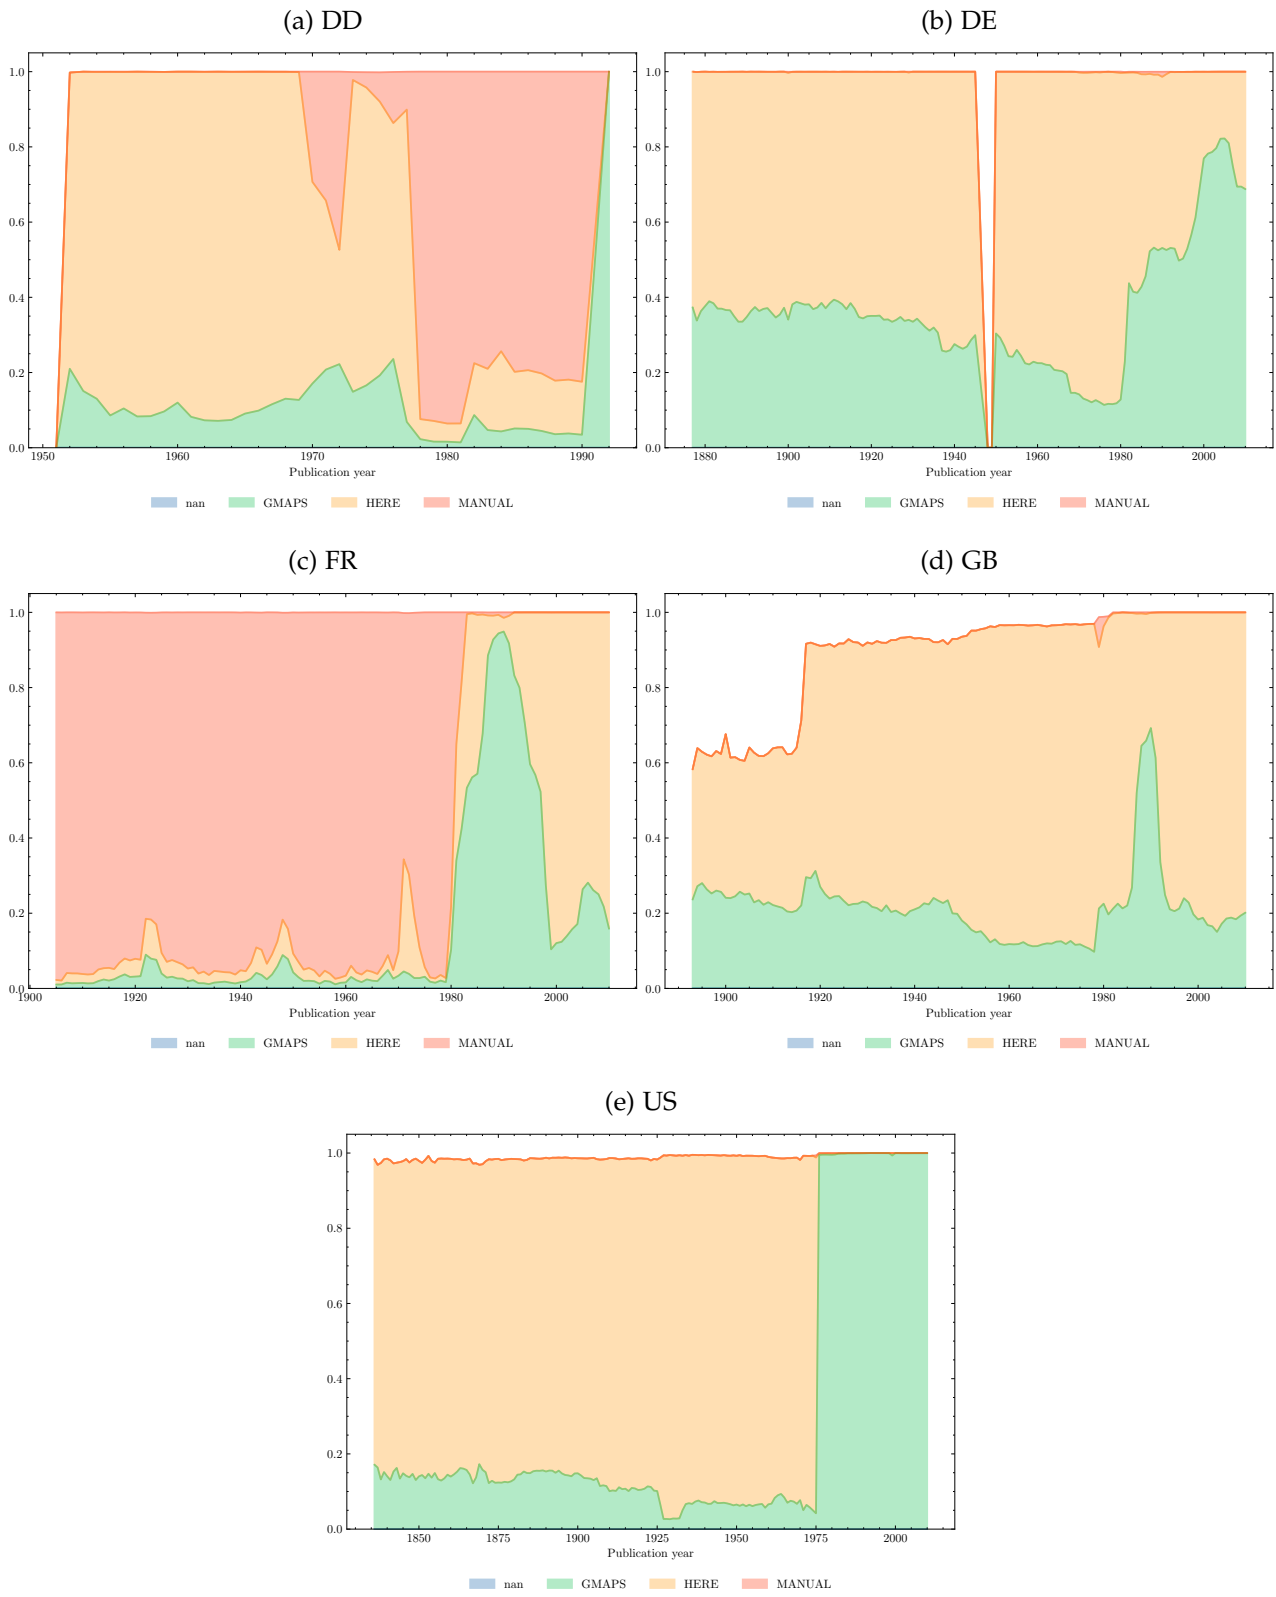 (a) DD
1.0
0.8
0.6
0.4
0.2
0.0
1950 1960 1970 1980 1990
Publication year
nan GMAPS HERE MANUAL
(b) DE
1.0
0.8
0.6
0.4
0.2
0.0
1880 1900 1920 1940 1960 1980 2000
Publication year
nan GMAPS HERE MANUAL
(c) FR
1.0
0.8
0.6
0.4
0.2
0.0
1900 1920 1940 1960 1980 2000
Publication year
nan GMAPS HERE MANUAL
(d) GB
1.0
0.8
0.6
0.4
0.2
0.0
1900 1920 1940 1960 1980 2000
Publication year
nan GMAPS HERE MANUAL
(e) US
1.0
0.8
0.6
0.4
0.2
0.0
1850 1875 1900 1925 1950 1975 2000
Publication year
nan GMAPS HERE MANUAL